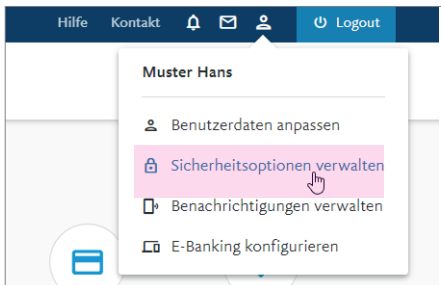 Hilfe Kontakt Logout
Muster Hans
Benutzerdaten anpassen
Sicherheitsoptionen verwalten
Benachrichtigungen verwalten
E-Banking konfigurieren